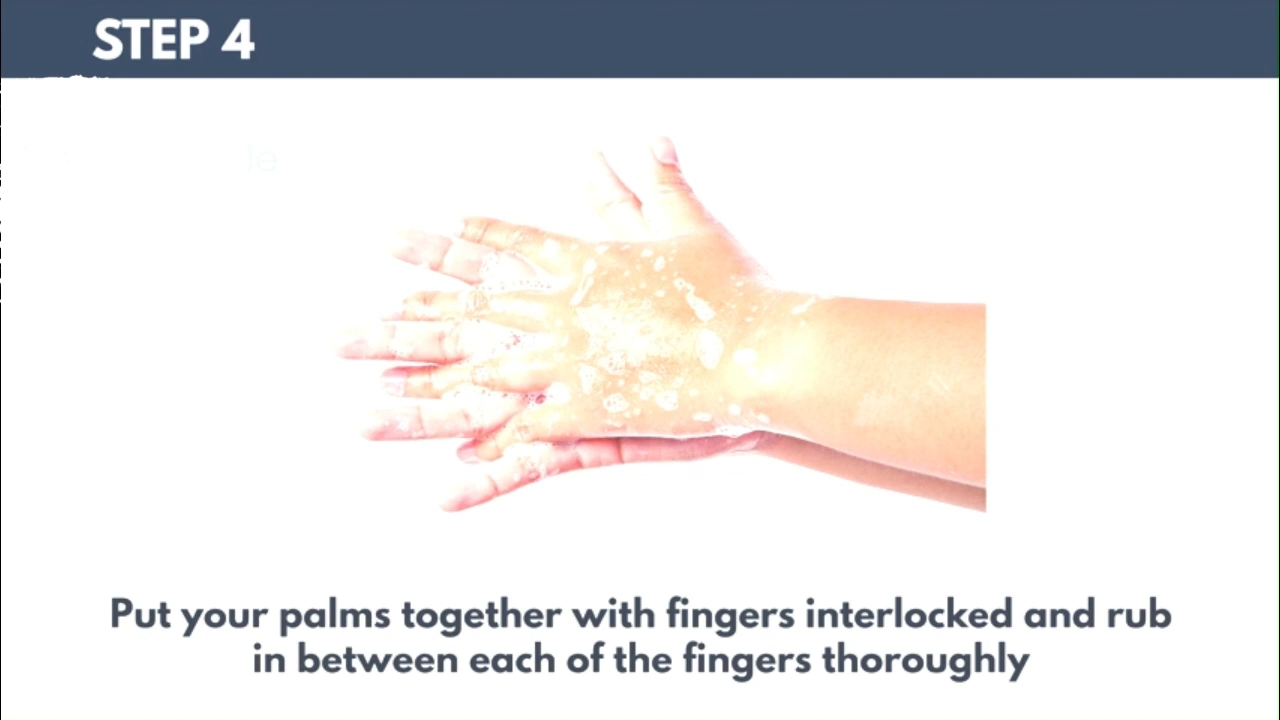 STEP 4
Put your palms together with fingers interlocked and rub
in between each of the fingers thoroughly